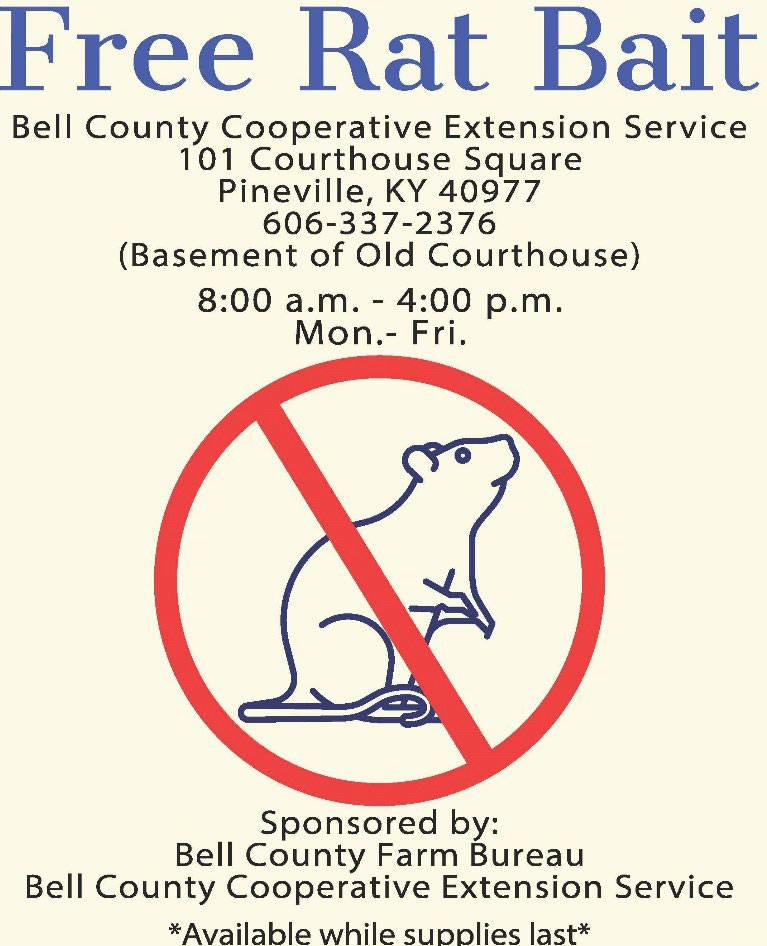 Free Rat Bait
Bell County Cooperative Extension Service
101 Courthouse Square
Pineville, KY 40977
606-337-2376
(Basement of Old Courthouse)
8:00 a.m. - 4:00 p.m.
Mon.- Fri.
Sponsored by:
Bell County Farm Bureau
Bell County Cooperative Extension Service
*Available while supplies last*